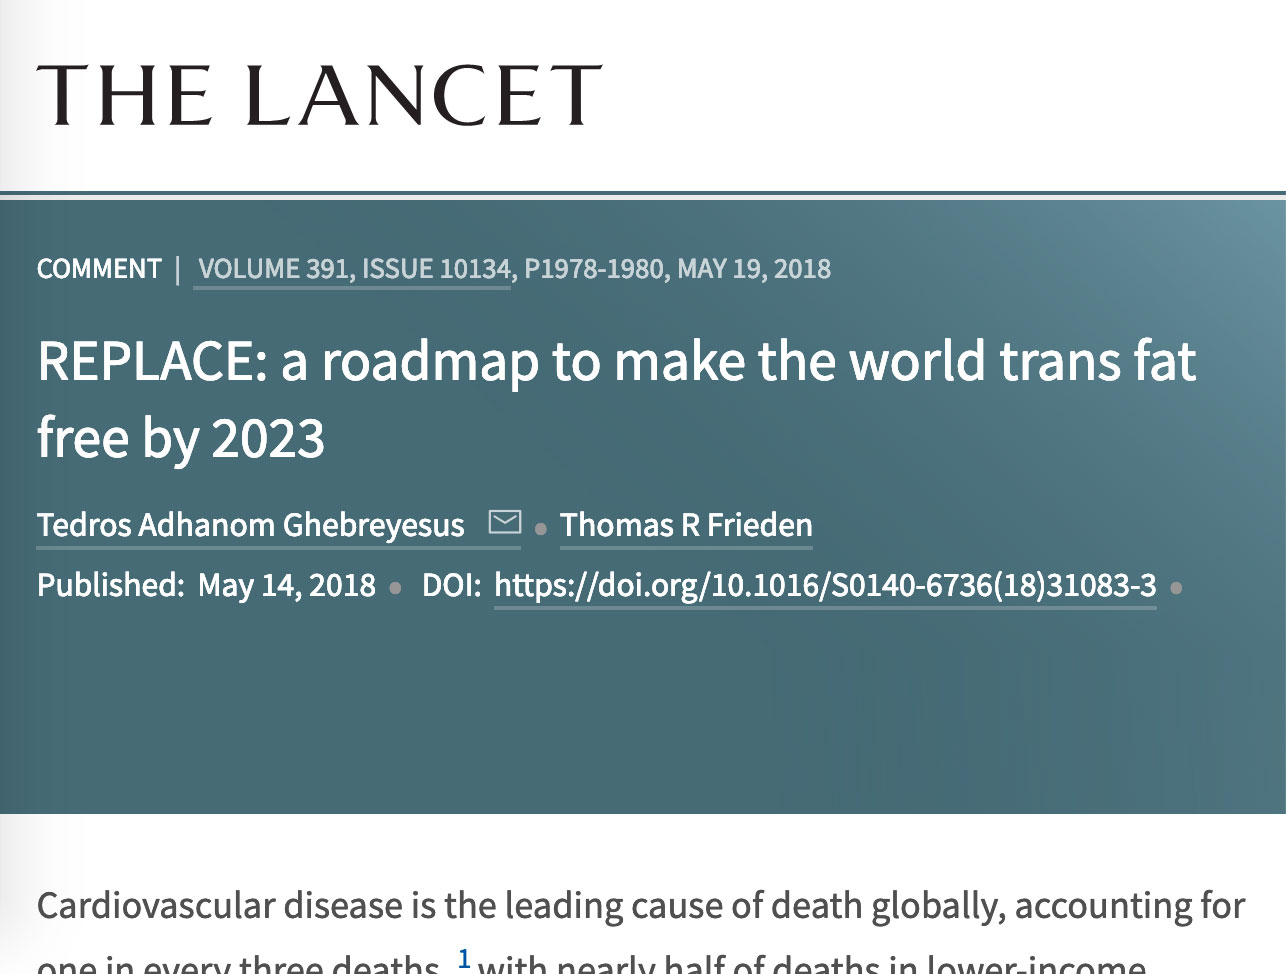 THE LANCET
COMMENT | VOLUME 391, ISSUE 10134, P1978-1980, MAY 19, 2018
REPLACE: a roadmap to make the world trans fat
free by 2023
Tedros Adhanom Ghebreyesus • Thomas R Frieden
Published: May 14, 2018 • DOI: https://doi.org/10.1016/S0140-6736(18)31083-3 •
Cardiovascular disease is the leading cause of death globally, accounting for
one in every three deaths, 1 with nearly half of deaths in lower-income